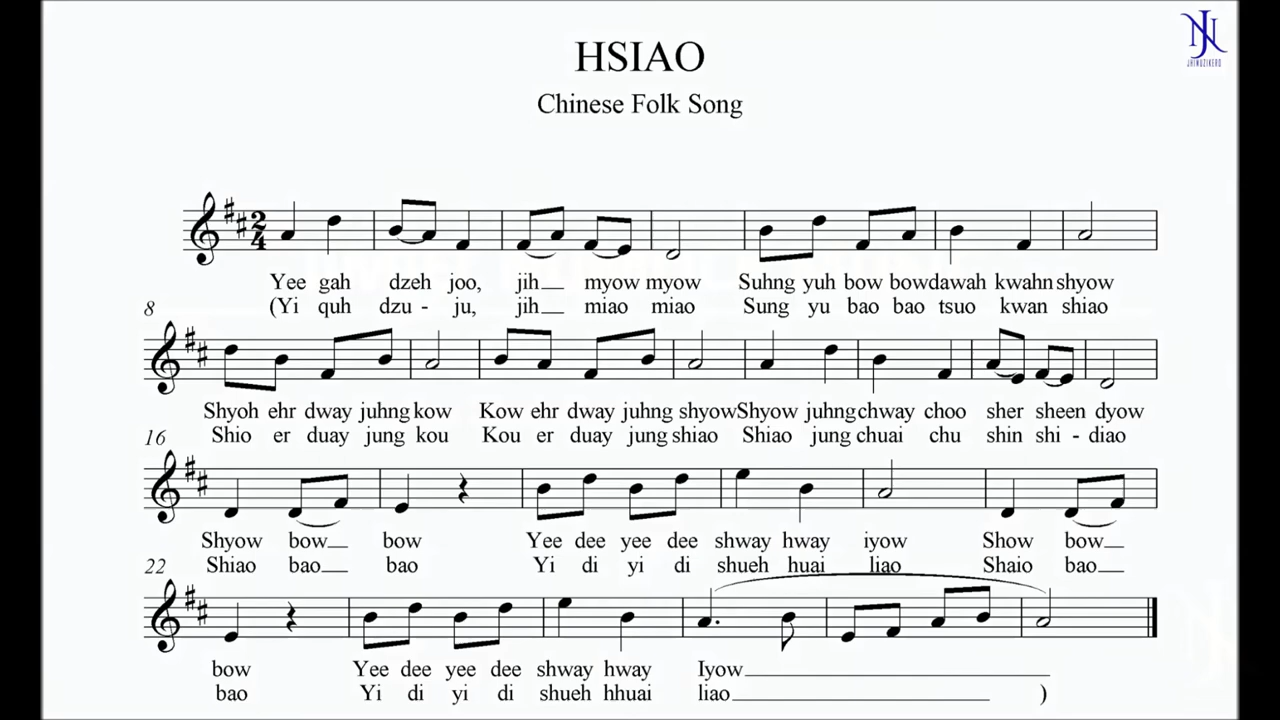 JHIMUZIKERO
HSIAO
Chinese Folk Song
2
4
Yee gah dzeh joo, jih myow myow Suhng yuh bow bowdawah kwahn shyow
(Yi quh dzu - ju, jih miao miao Sung yu bao bao tsuo kwan shiao
8
Shyoh ehr dway juhng kow Kow ehr dway juhng shyow Shyow juhng chway choo sher sheen dyow
Shio er duay jung kou Kou er duay jung shiao Shiao jung chuai chu shin shi - diao
16
Shyow bow bow Yee dee yee dee shway hway iyow Show bow
Shiao bao bao Yi di yi di shueh huai liao Shaio bao
22
bow Yee dee yee dee shway hway Iyow
bao Yi di yi di shueh hhuai liao )